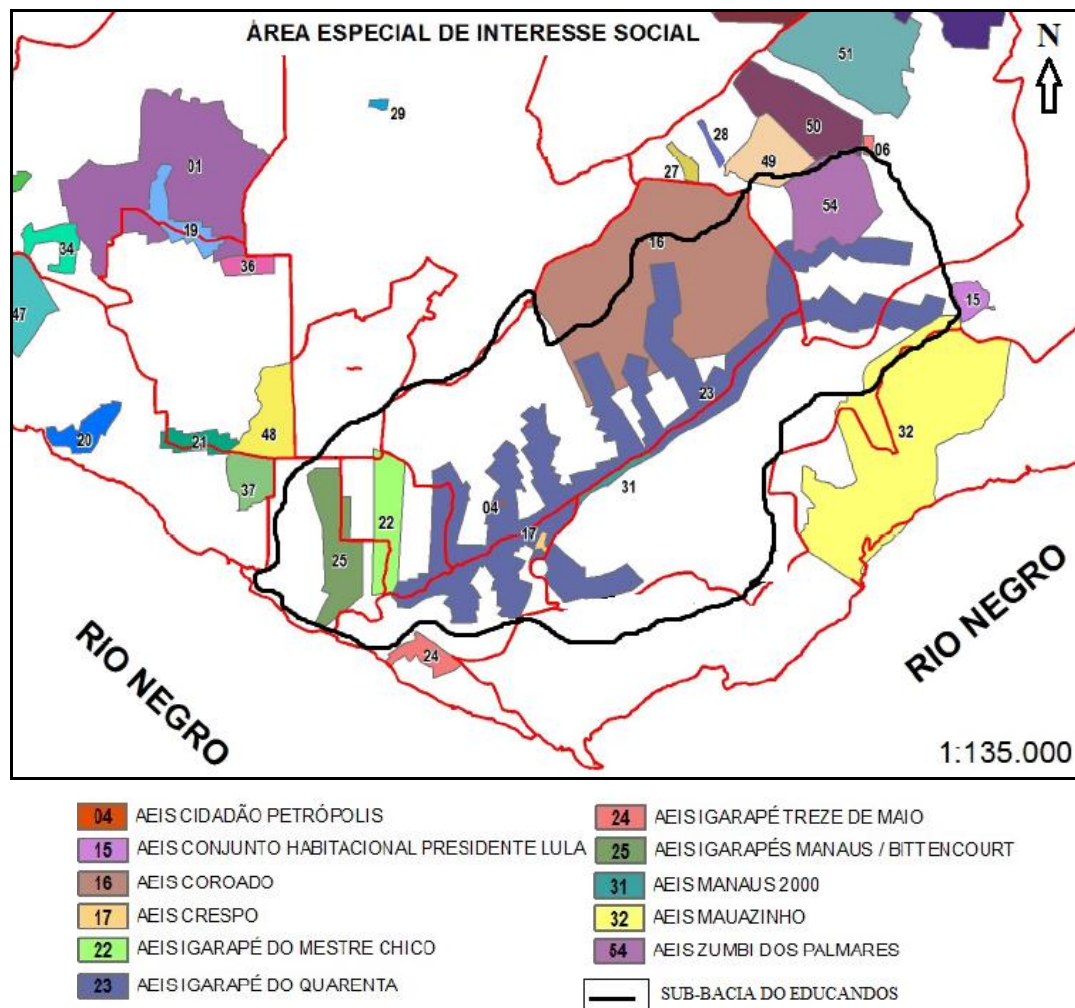 ÁREA ESPECIAL DE INTERESSE SOCIAL
N
51
29
28
50
06
01
27
49
54
19
16
34
36
15
47
23
32
48
20
21
37
31
04
22
17
25
24
RIO NEGRO
RIO NEGRO
1:135.000
04 AEIS CIDADÃO PETRÓPOLIS
15 AEIS CONJUNTO HABITACIONAL PRESIDENTE LULA
16 AEIS COROADO
17 AEIS CRESPO
22 AEIS IGARAPÉ DO MESTRE CHICO
23 AEIS IGARAPÉ DO QUARENTA
24 AEIS IGARAPÉ TREZE DE MAIO
25 AEIS IGARAPÉS MANAUS / BITTENCOURT
31 AEIS MANAUS 2000
32 AEIS MAUAZINHO
54 AEIS ZUMBI DOS PALMARES
SUB-BACIA DO EDUCANDOS